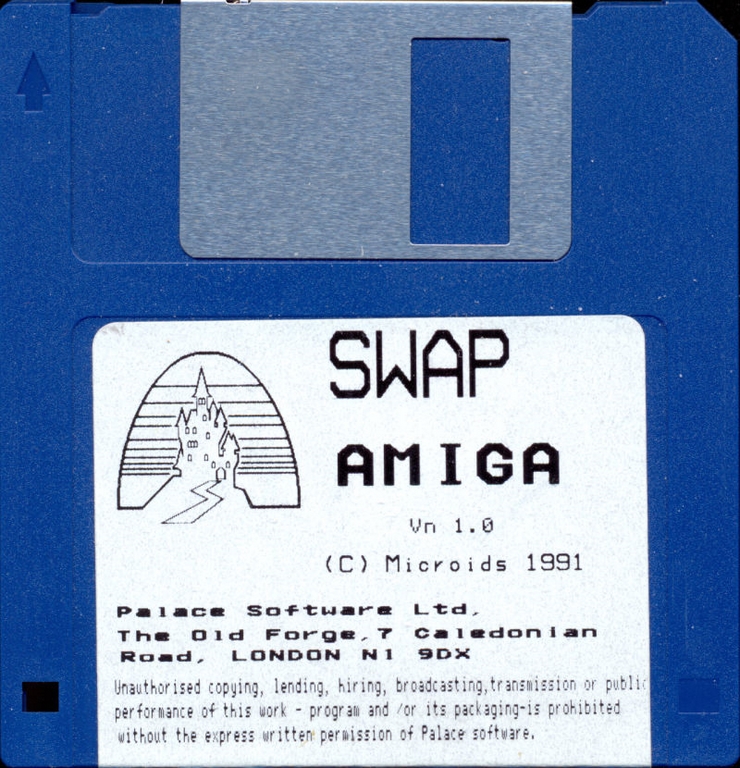 SWAP
AMIGA
Vn 1.0
(C) Microids 1991
Palace Software Ltd,
The Old Forge,7 Caledonian
Road, LONDON N1 9DX
Unauthorised copying, lending, hiring, broadcasting,transmission or public
performance of this work - program and /or its packaging-is prohibited
without the express written permission of Palace software.